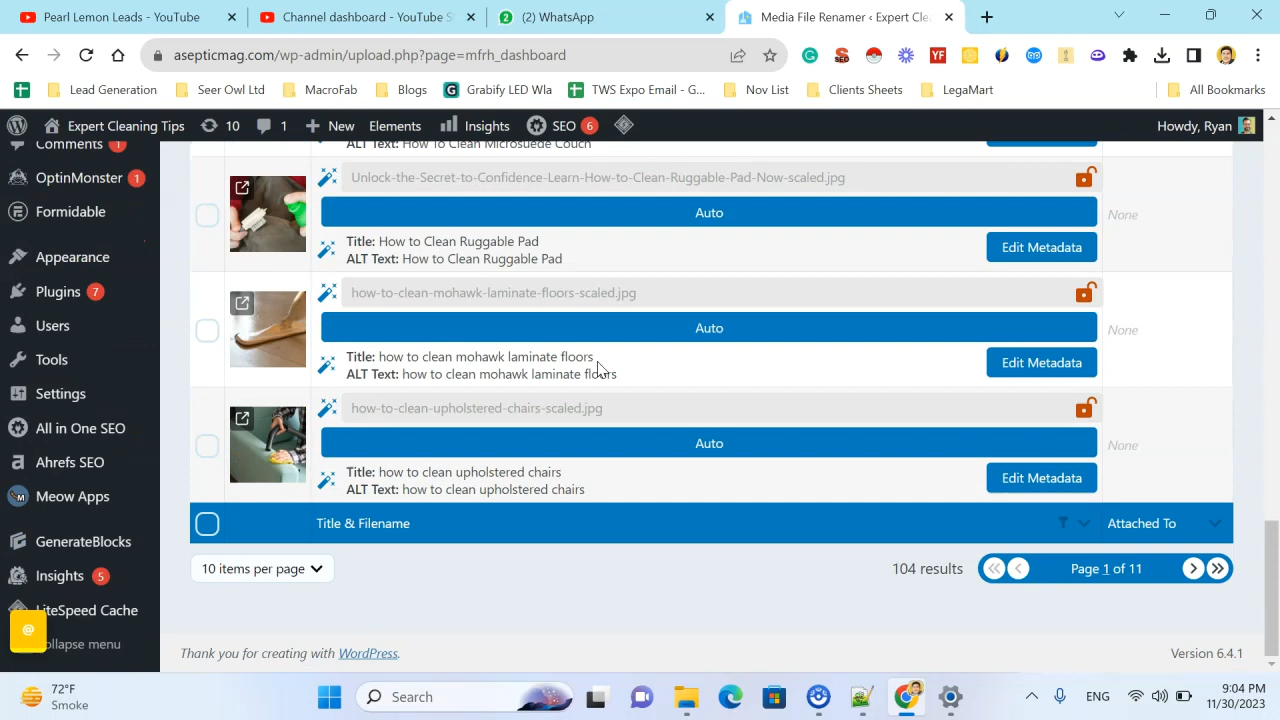 Pearl Lemon Leads - YouTube
Channel dashboard - YouTube S
(2) WhatsApp
Media File Renamer ‹ Expert Cle
asepticmag.com/wp-admin/upload.php?page=mfrh_dashboard
Lead Generation
Seer Owl Ltd
MacroFab
Blogs
Grabify LED Wla
TWS Expo Email - G...
Nov List
Clients Sheets
LegaMart
All Bookmarks
Expert Cleaning Tips
10
1
New
Elements
Insights
SEO 6
Howdy, Ryan
Comments 1
OptinMonster 1
Formidable
Appearance
Plugins 7
Users
Tools
Settings
All in One SEO
Ahrefs SEO
Meow Apps
GenerateBlocks
Insights 5
LiteSpeed Cache
@
ollapse menu
ALT Text: How To Clean Microsuede Couch
Unlock-the-Secret-to-Confidence-Learn-How-to-Clean-Ruggable-Pad-Now-scaled.jpg
Auto
Title: How to Clean Ruggable Pad
ALT Text: How to Clean Ruggable Pad
Edit Metadata
None
how-to-clean-mohawk-laminate-floors-scaled.jpg
Auto
Title: how to clean mohawk laminate floors
ALT Text: how to clean mohawk laminate floors
Edit Metadata
None
how-to-clean-upholstered-chairs-scaled.jpg
Auto
Title: how to clean upholstered chairs
ALT Text: how to clean upholstered chairs
Edit Metadata
None
Title & Filename
Attached To
10 items per page
104 results
Page 1 of 11
Thank you for creating with WordPress.
Version 6.4.1
72°F
Smoke
Search
ENG
9:04 PM
11/30/2023